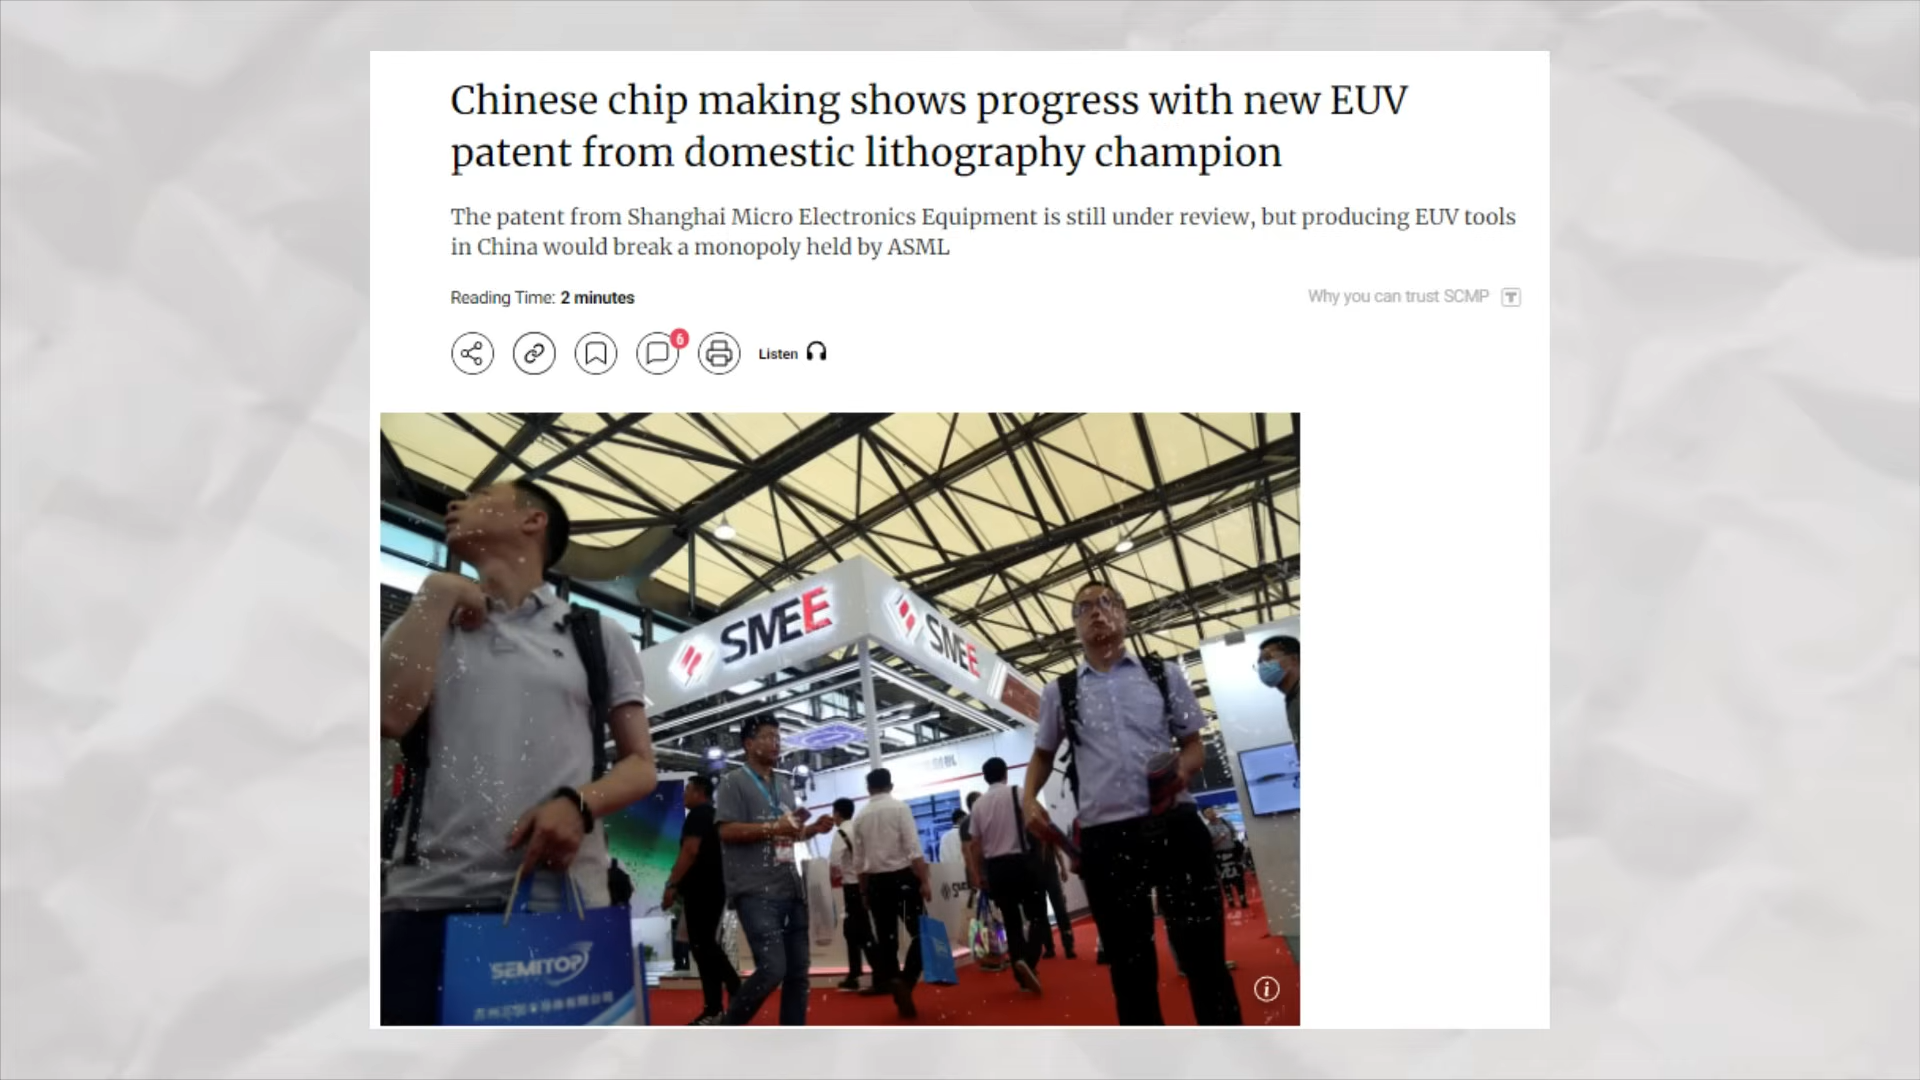 Chinese chip making shows progress with new EUV
patent from domestic lithography champion
The patent from Shanghai Micro Electronics Equipment is still under review, but producing EUV tools
in China would break a monopoly held by ASML
Reading Time: 2 minutes
Why you can trust SCMP
6
Listen
SMEE
SMEE
SEMITOP